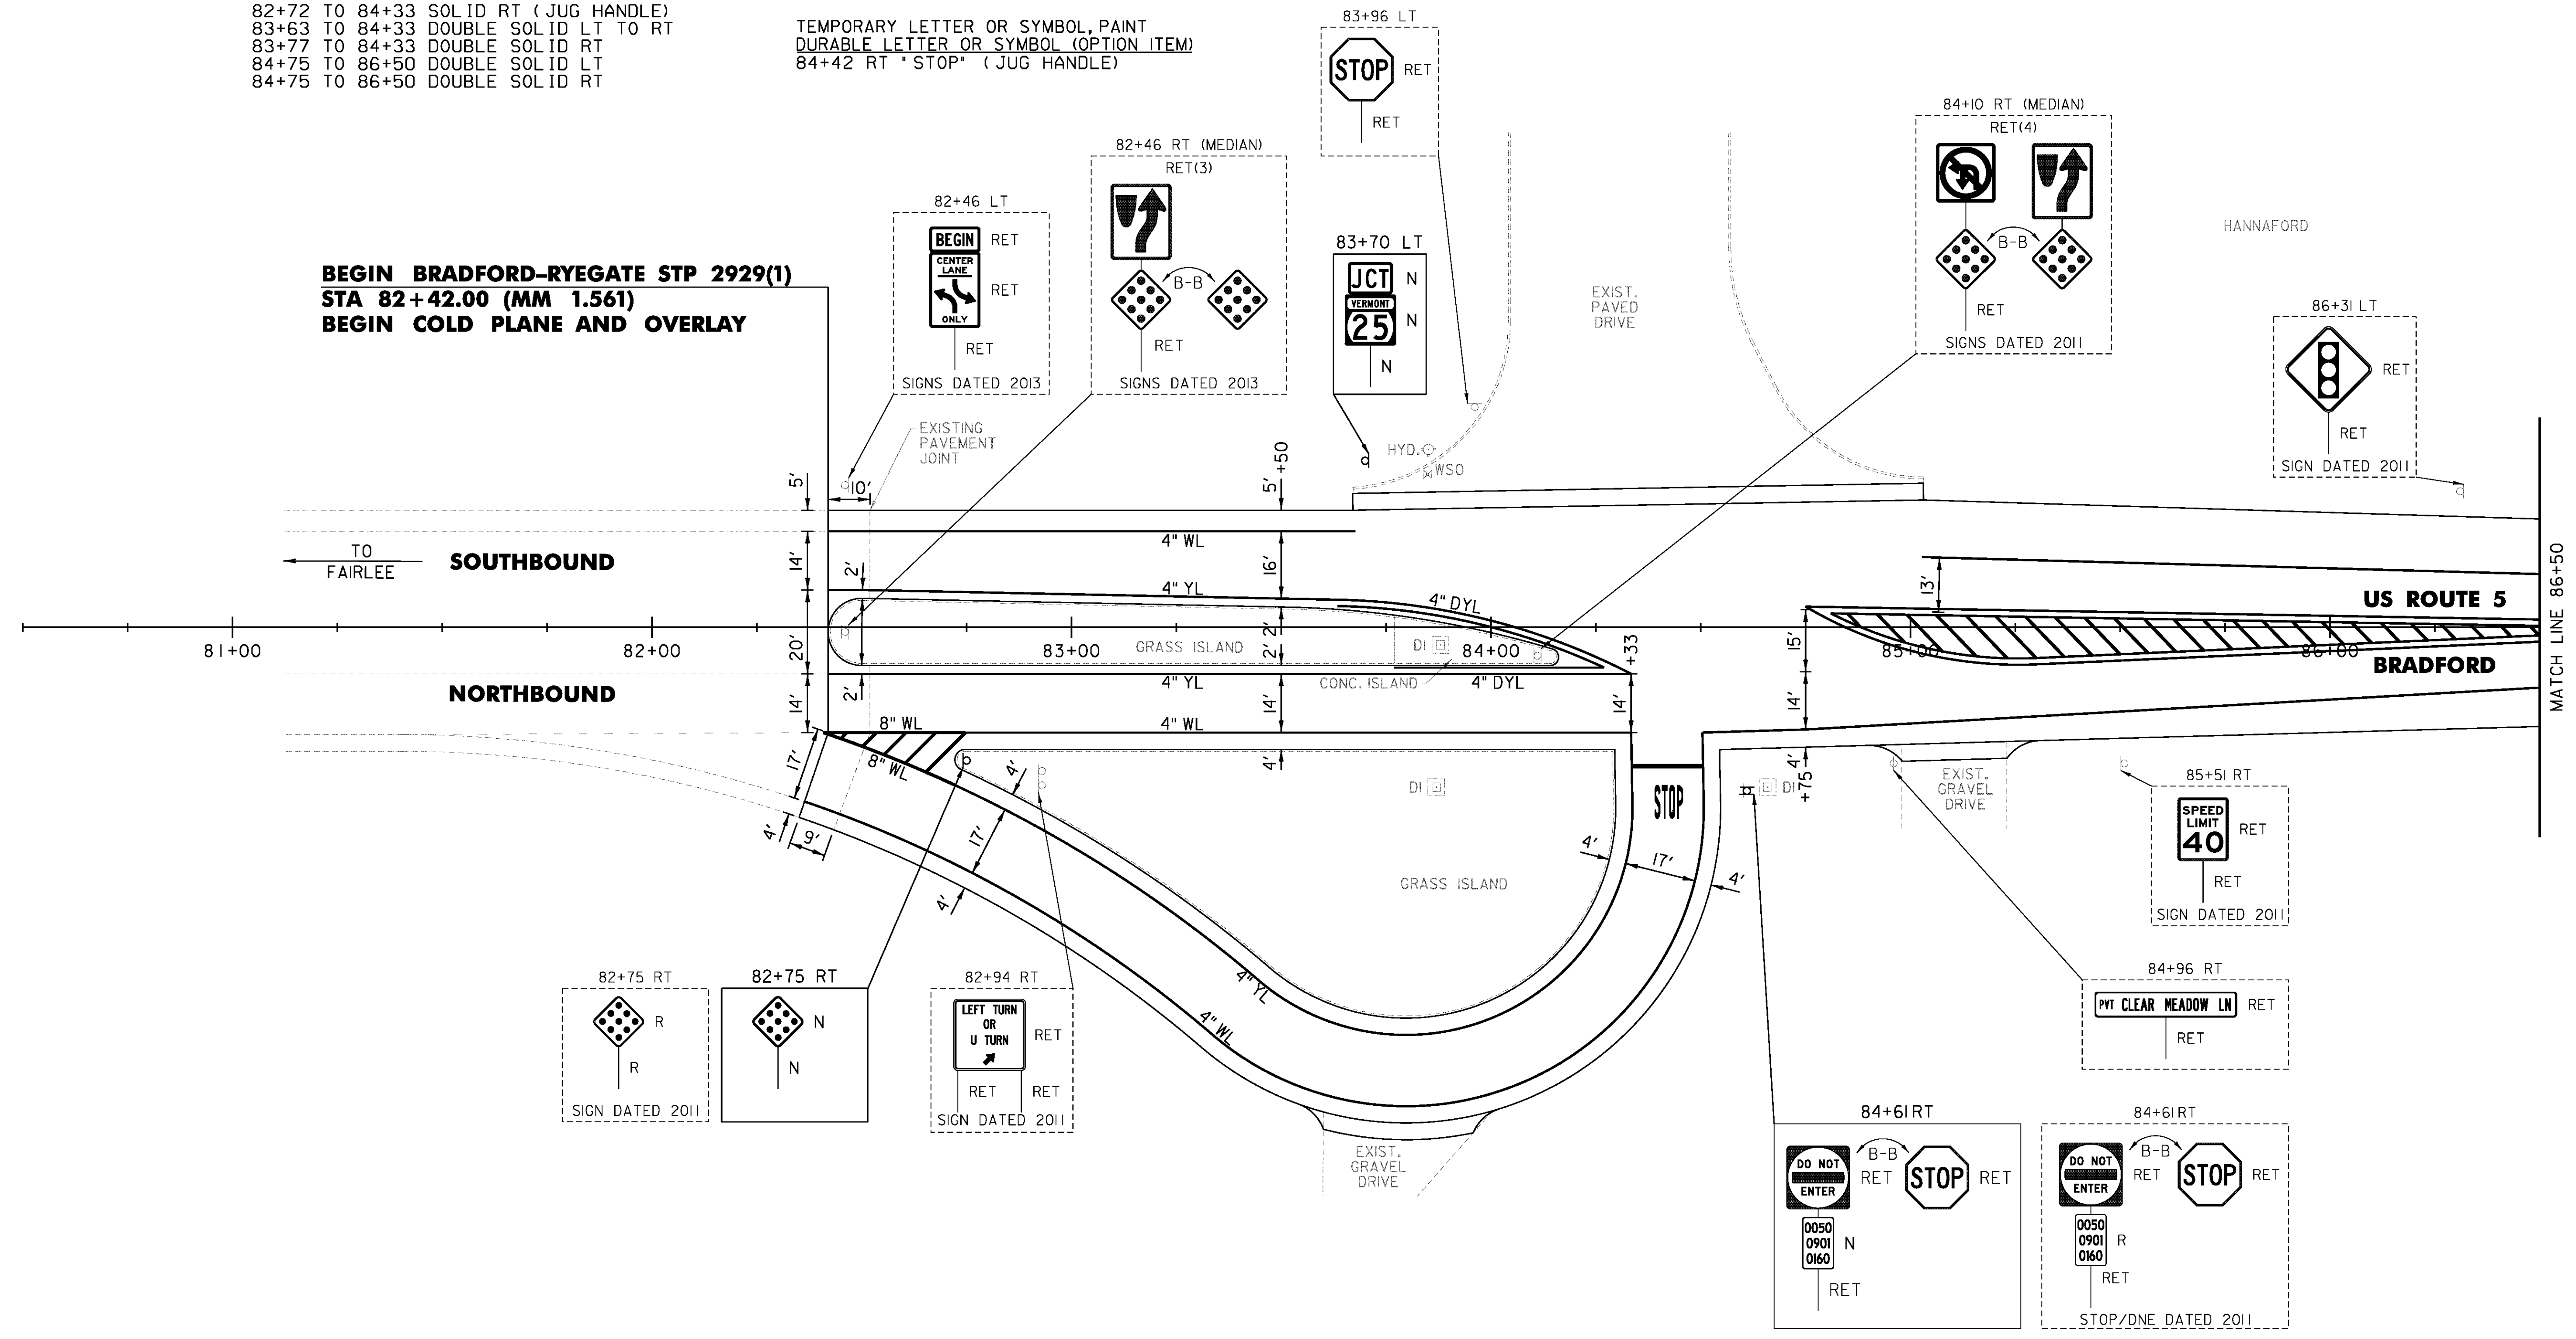 82+72 TO 84+33 SOLID RT (JUG HANDLE)
83+63 TO 84+33 DOUBLE SOLID LT TO RT
83+77 TO 84+33 DOUBLE SOLID RT
84+75 TO 86+50 DOUBLE SOLID LT
84+75 TO 86+50 DOUBLE SOLID RT
TEMPORARY LETTER OR SYMBOL, PAINT
DURABLE LETTER OR SYMBOL (OPTION ITEM)
84+42 RT "STOP" (JUG HANDLE)
83+96 LT
STOP RET
RET
84+10 RT (MEDIAN)
RET(4)
B-B
RET
SIGNS DATED 2011
82+46 RT (MEDIAN)
RET(3)
B-B
RET
SIGNS DATED 2013
82+46 LT
BEGIN RET
CENTER
LANE
RET
ONLY
RET
SIGNS DATED 2013
83+70 LT
JCT N
VERMONT
25 N
N
HANNAFORD
BEGIN BRADFORD-RYEGATE STP 2929(1)
STA 82+42.00 (MM 1.561)
BEGIN COLD PLANE AND OVERLAY
EXIST.
PAVED
DRIVE
86+31 LT
RET
RET
SIGN DATED 2011
EXISTING
PAVEMENT
JOINT
HYD.
WSO
5'
10'
5'
+50
TO
FAIRLEE
SOUTHBOUND
14'
2'
4" WL
16'
4" YL
4" DYL
13'
US ROUTE 5
MATCH LINE 86+50
81+00
82+00
20'
83+00
GRASS ISLAND
2'
2'
DI
84+00
+33
15'
85+00
86+00
BRADFORD
NORTHBOUND
14'
2'
4" YL
14'
CONC. ISLAND
4" DYL
14'
14'
8" WL
4" WL
17'
8" WL
4'
4'
DI
STOP
DI
4'
+75
EXIST.
GRAVEL
DRIVE
85+51 RT
SPEED
LIMIT
40
RET
RET
SIGN DATED 2011
4'
9'
17'
4'
GRASS ISLAND
4'
17'
4'
4" YL
4" WL
82+75 RT
R
R
SIGN DATED 2011
82+75 RT
N
N
82+94 RT
LEFT TURN
OR
U TURN
RET
RET RET
SIGN DATED 2011
84+96 RT
PVT CLEAR MEADOW LN RET
RET
EXIST.
GRAVEL
DRIVE
84+61 RT
B-B
DO NOT
ENTER
RET
STOP RET
0050
0901
0160
N
RET
84+61 RT
B-B
DO NOT
ENTER
RET
STOP RET
0050
0901
0160
R
RET
STOP/DNE DATED 2011